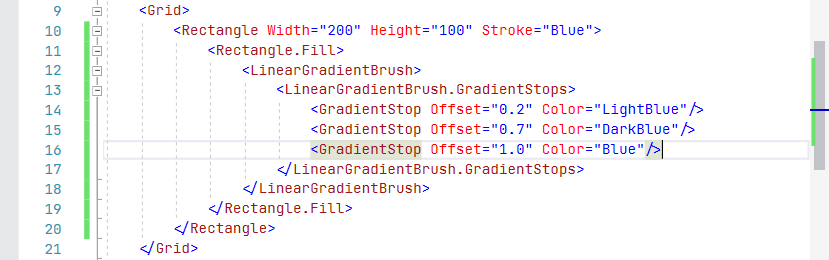 9 <Grid>
10 <Rectangle Width="200" Height="100" Stroke="Blue">
11 <Rectangle.Fill>
12 <LinearGradientBrush>
13 <LinearGradientBrush.GradientStops>
14 <GradientStop Offset="0.2" Color="LightBlue"/>
15 <GradientStop Offset="0.7" Color="DarkBlue"/>
16 <GradientStop Offset="1.0" Color="Blue"/>
17 </LinearGradientBrush.GradientStops>
18 </LinearGradientBrush>
19 </Rectangle.Fill>
20 </Rectangle>
21 </Grid>